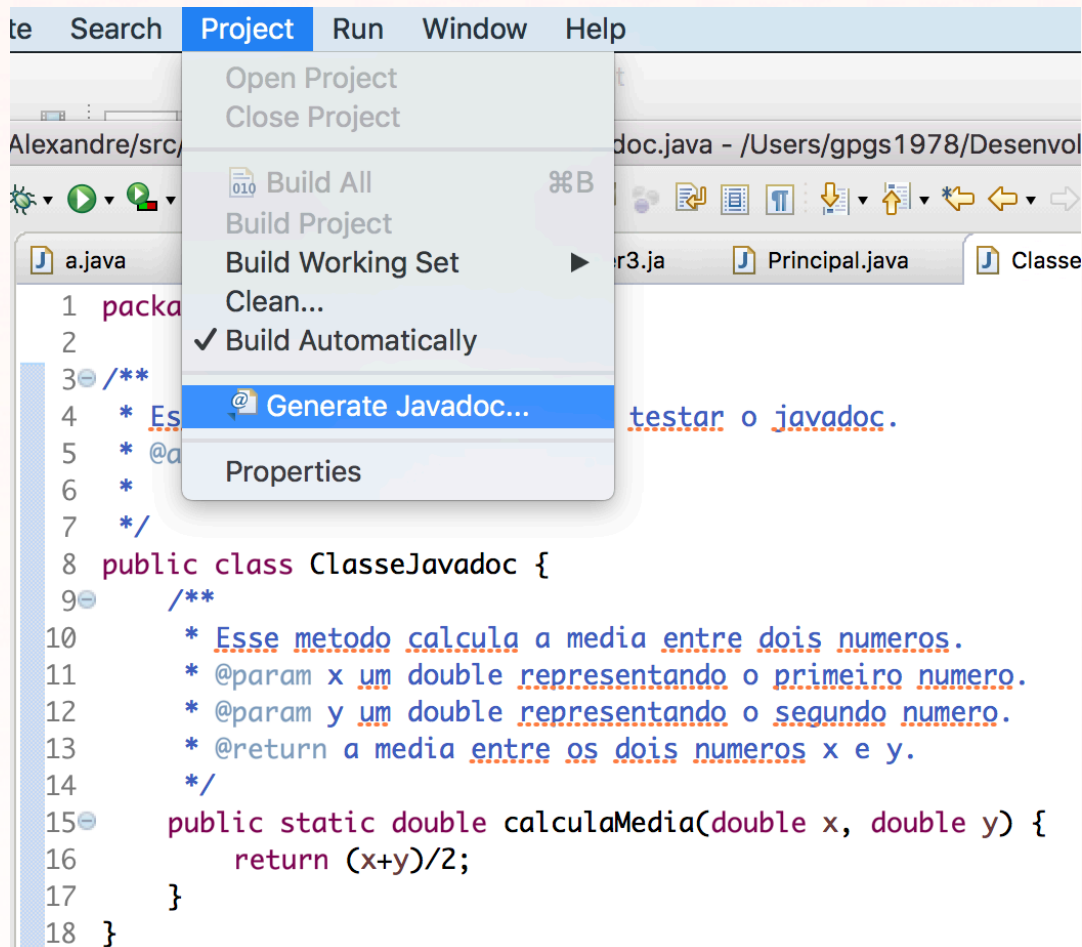 te Search Project Run Window Help
Open Project
Close Project
Alexandre/src/ doc.java - /Users/gpgs1978/Desenvol
Build All ⌘B
Build Project
Build Working Set
Clean...
Build Automatically
Generate Javadoc...
Properties
a.java r3.ja Principal.java Classe
1 packa
2
3 /**
4 * Es testar o javadoc.
5 * @a
6 *
7 */
8 public class ClasseJavadoc {
9 /**
10 * Esse metodo calcula a media entre dois numeros.
11 * @param x um double representando o primeiro numero.
12 * @param y um double representando o segundo numero.
13 * @return a media entre os dois numeros x e y.
14 */
15 public static double calculaMedia(double x, double y) {
16 return (x+y)/2;
17 }
18 }